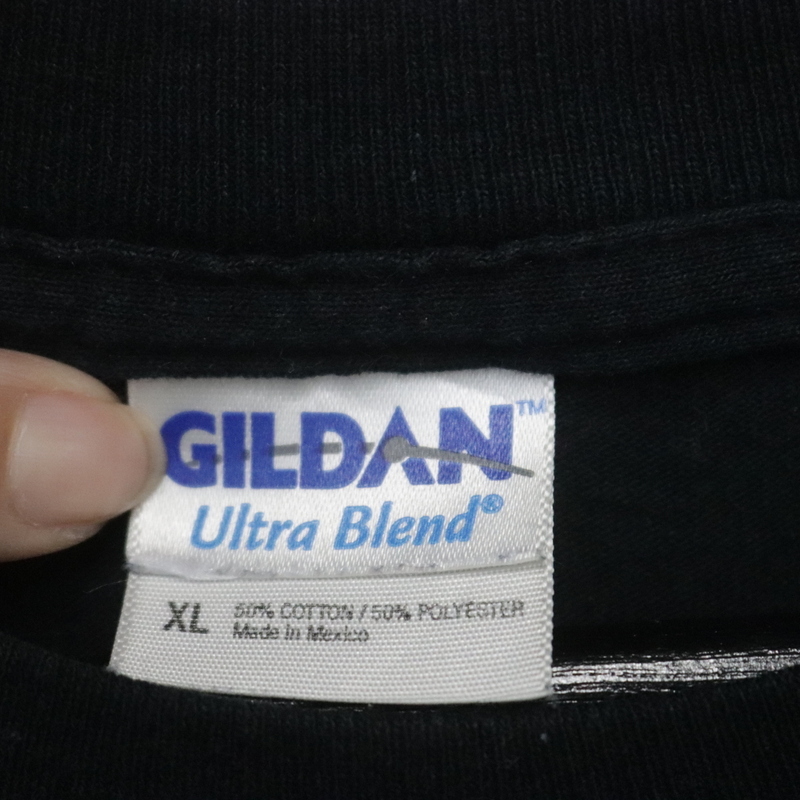 GILDAN™
Ultra Blend®
XL 50% COTTON / 50% POLYESTER
Made in Mexico